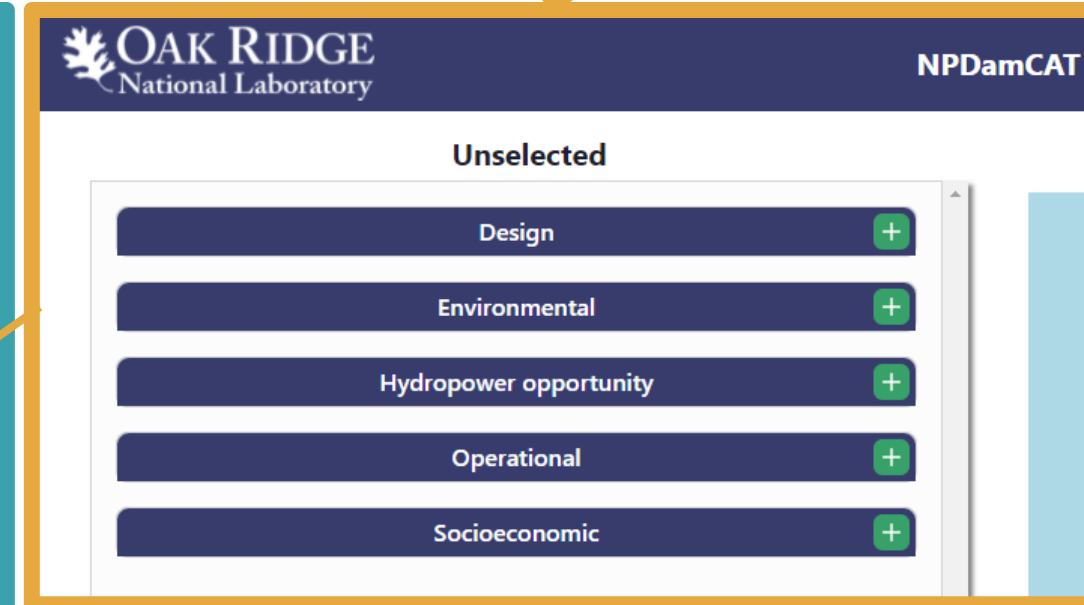 OAK RIDGE
National Laboratory
NPDamCAT
Unselected
Design
Environmental
Hydropower opportunity
Operational
Socioeconomic